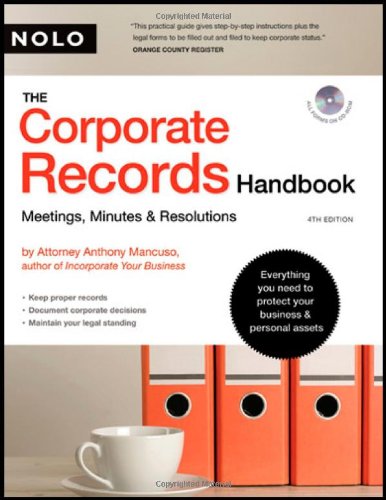 Copyrighted Material
NOLO
"This practical guide gives step-by-step instructions plus the
legal forms to be filled out and filed to keep corporate status."
ORANGE COUNTY REGISTER
THE
Corporate
Records Handbook
Meetings, Minutes & Resolutions
4TH EDITION
ALL FORMS ON CD-ROM
by Attorney Anthony Mancuso,
author of Incorporate Your Business
• Keep proper records
• Document corporate decisions
• Maintain your legal standing
Everything
you need to
protect your
business &
personal assets
Copyrighted Material